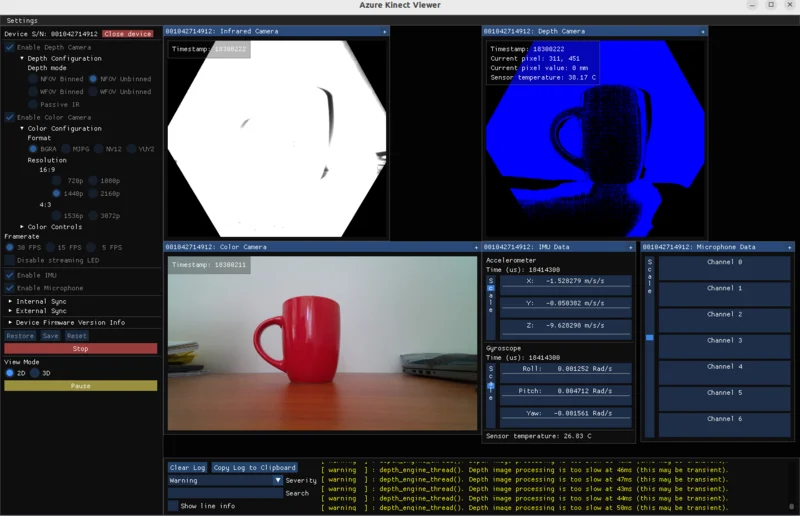 Azure Kinect Viewer
Settings
Device S/N: 001042714912 Close device
Enable Depth Camera
Depth Configuration
Depth mode
NFOV Binned NFOV Unbinned
WFOV Binned WFOV Unbinned
Passive IR
Enable Color Camera
Color Configuration
Format
BGRA MJPG NV12 YUY2
Resolution
16:9
720p 1080p
1440p 2160p
4:3
1536p 3072p
Color Controls
Framerate
30 FPS 15 FPS 5 FPS
Disable streaming LED
Enable IMU
Enable Microphone
Internal Sync
External Sync
Device Firmware Version Info
Restore Save Reset
Stop
View Mode
2D 3D
Pause
001042714912: Infrared Camera
Timestamp: 18300222
001042714912: Depth Camera
Timestamp: 18300222
Current pixel: 311, 451
Current pixel value: 0 mm
Sensor temperature: 38.17 C
001042714912: Color Camera
Timestamp: 18300211
001042714912: IMU Data
Accelerometer
Time (us): 18414300
Scale
X: -1.528279 m/s/s
Y: -0.050382 m/s/s
Z: -9.628298 m/s/s
Gyroscope
Time (us): 18414300
Scale
Roll: 0.001252 Rad/s
Pitch: 0.004712 Rad/s
Yaw: -0.001561 Rad/s
Sensor temperature: 26.83 C
001042714912: Microphone Data
Scale
Channel 0
Channel 1
Channel 2
Channel 3
Channel 4
Channel 5
Channel 6
Clear Log Copy Log to Clipboard
Warning Severity
Search
Show line info
[ warning ] : depth_engine_thread(). Depth image processing is too slow at 46ms (this may be transient).
[ warning ] : depth_engine_thread(). Depth image processing is too slow at 47ms (this may be transient).
[ warning ] : depth_engine_thread(). Depth image processing is too slow at 43ms (this may be transient).
[ warning ] : depth_engine_thread(). Depth image processing is too slow at 44ms (this may be transient).
[ warning ] : depth_engine_thread(). Depth image processing is too slow at 50ms (this may be transient).